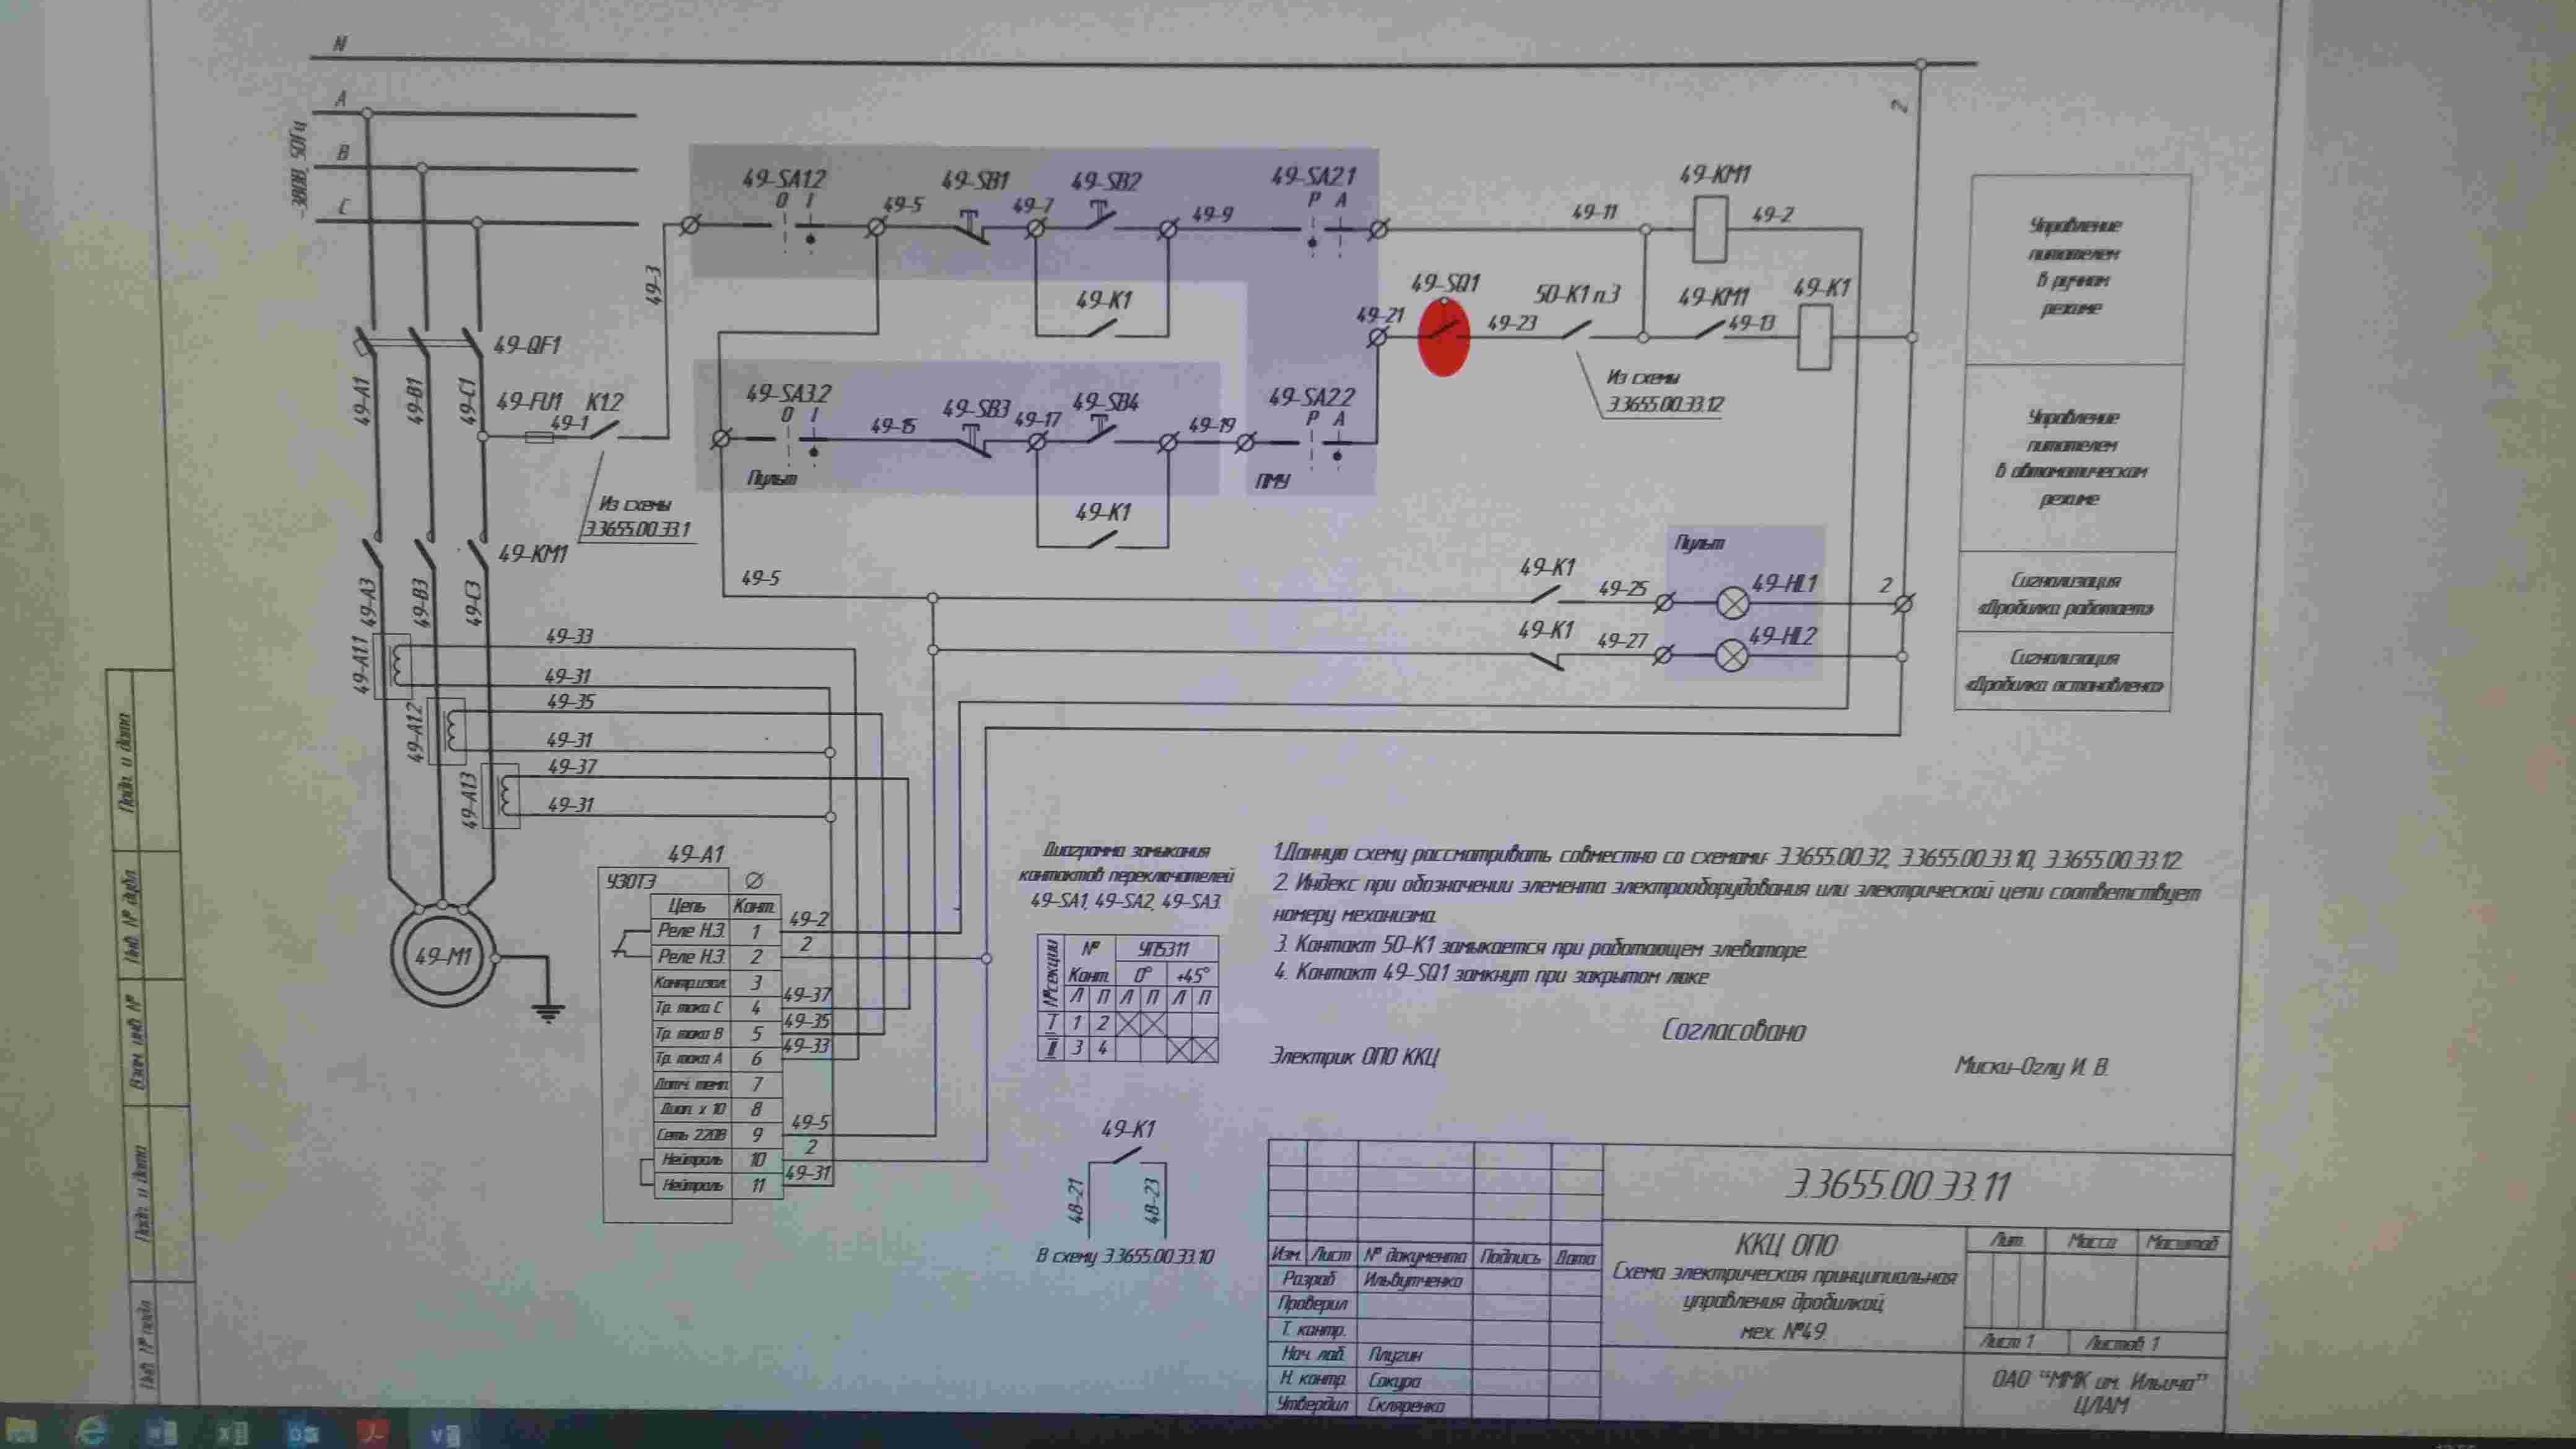 N
A
B
C
~380В, 50Гц
2
49-SA1.2
0 I
49-5
49-SB1
49-7
49-SB2
49-9
49-SA2.1
Р А
49-11
49-KM1
49-2
49-3
49-K1
49-SQ1
49-21
49-23
50-K1 п.3
49-KM1
49-13
49-K1
Из схемы
Э.3655.00.33.12
49-QF1
49-A1
49-B1
49-C1
49-FU1
49-1
K1.2
Из схемы
Э.3655.00.33.1
49-SA3.2
0 I
49-15
49-SB3
49-17
49-SB4
49-19
49-SA2.2
Р А
Пульт
ПМУ
49-K1
49-KM1
49-A3
49-B3
49-C3
49-5
49-K1
49-25
Пульт
49-HL1
2
49-K1
49-27
49-HL2
Управление
питателем
в ручном
режиме
Управление
питателем
в автоматическом
режиме
Сигнализация
«Дробилка работает»
Сигнализация
«Дробилка остановлена»
49-A1.1
49-33
49-31
49-A1.2
49-35
49-31
49-A1.3
49-37
49-31
49-M1
49-A1
УЗОТЭ
Цепь Конт.
Реле Н.З. 1 49-2
Реле Н.З. 2 2
Контр.изол. 3
Тр. тока С 4 49-37
Тр. тока В 5 49-35
Тр. тока А 6 49-33
Датч. темп. 7
Диап. х 10 8
Сеть 220В 9 49-5
Нейтраль 10 2
Нейтраль 11 49-31
Диаграмма замыкания
контактов переключателей
49-SA1, 49-SA2, 49-SA3.
№секции
№
Конт.
УП5311
0° +45°
Л П Л П Л П
I 1 2
II 3 4
49-K1
48-21
48-23
В схему Э.3655.00.33.10
1.Данную схему рассматривать совместно со схемами: Э.3655.00.32, Э.3655.00.33.10, Э.3655.00.33.12.
2. Индекс при обозначении элемента электрооборудования или электрической цепи соответствует
номеру механизма.
3. Контакт 50-K1 замыкается при работающем элеваторе.
4. Контакт 49-SQ1 замкнут при закрытом люке
Согласовано
Электрик ОПО ККЦ
Миски-Оглу И. В.
Э.3655.00.33.11
ККЦ ОПО
Схема электрическая принципиальная
управления дробилкой,
мех. №49.
Лит. Масса Масштаб
Лист 1 Листов 1
ОАО "ММК им. Ильича"
ЦЛАМ
Изм. Лист № документа Подпись Дата
Разраб Ильвутченко
Проверил
Т. контр.
Нач. лаб. Плугин
Н. контр. Сокура
Утвердил Скляренко
Подп. и дата
Инв. № дубл
Взам. инв. №
Подп. и дата
Инв. № подл